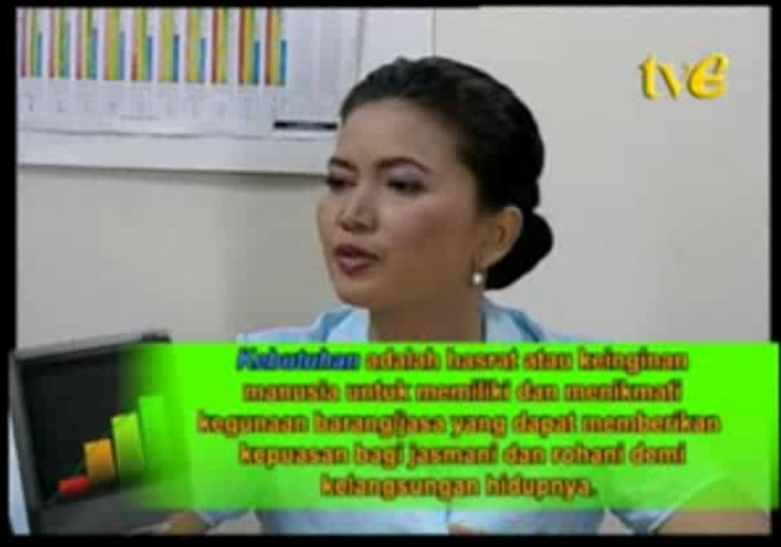 tve
Kebutuhan adalah hasrat atau keinginan
manusia untuk memiliki dan menikmati
kegunaan barang/jasa yang dapat memberikan
kepuasan bagi jasmani dan rohani demi
kelangsungan hidupnya.